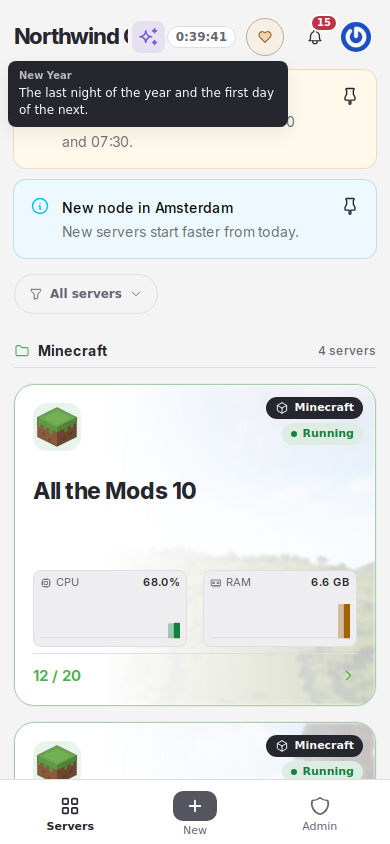 Northwind
0:39:41
15
New Year
The last night of the year and the first day
of the next.
and 07:30.
New node in Amsterdam
New servers start faster from today.
All servers
Minecraft
4 servers
Minecraft
Running
All the Mods 10
CPU
68.0%
RAM
6.6 GB
12 / 20
Minecraft
Running
Servers
New
Admin